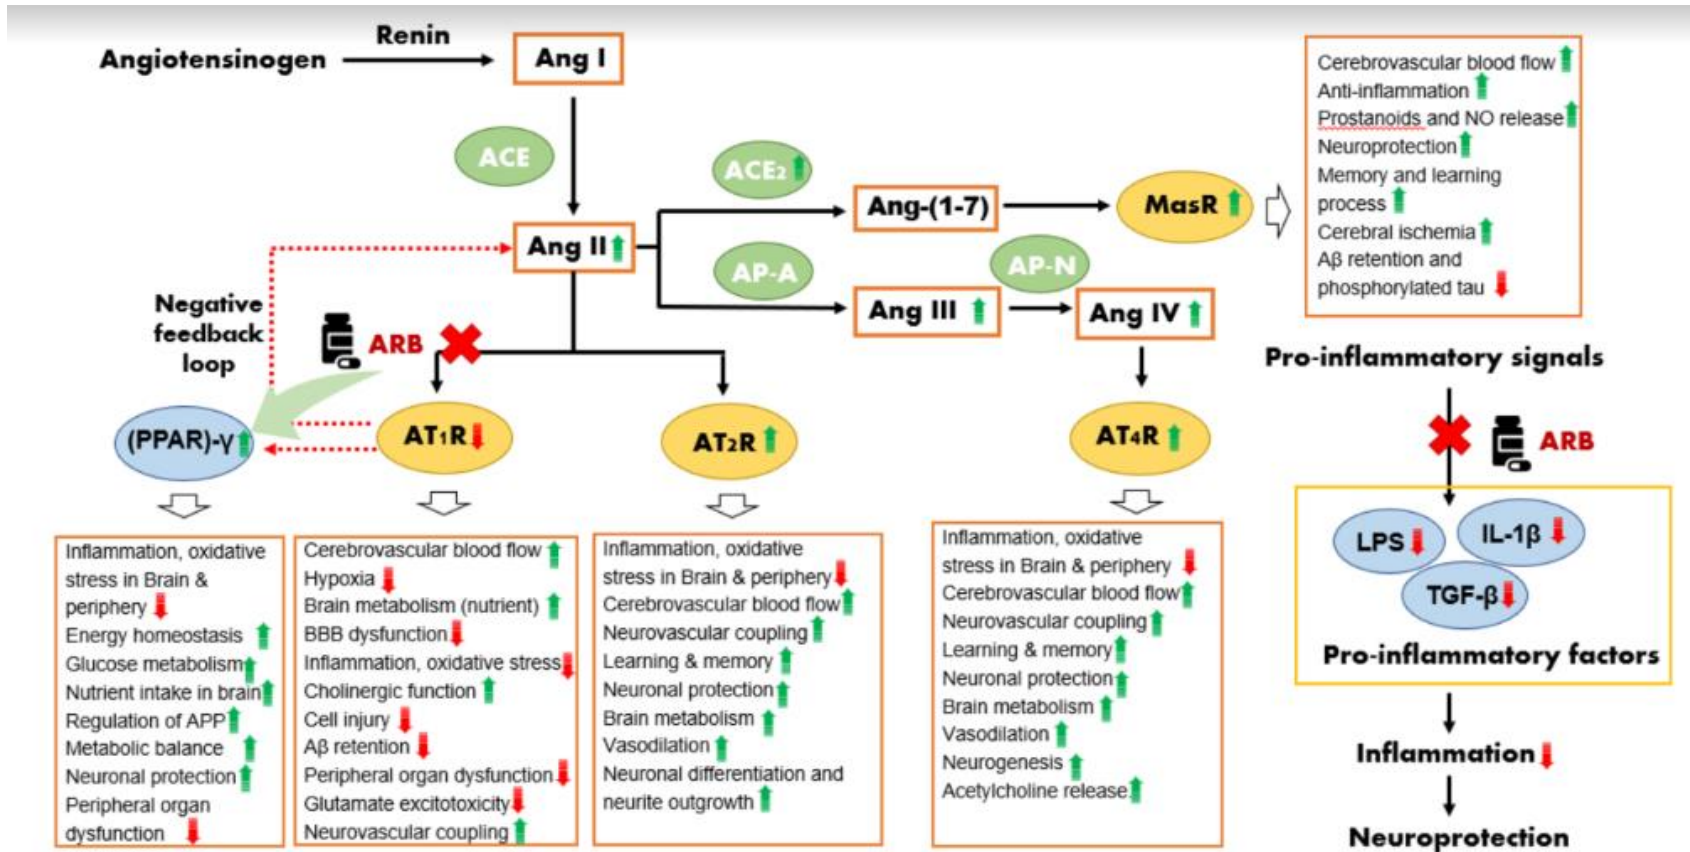 Renin
Angiotensinogen
Ang I
ACE
ACE2
Ang-(1-7)
MasR
Ang II
AP-A
AP-N
Ang III
Ang IV
Negative
feedback
loop
ARB
(PPAR)-γ
AT1R
AT2R
AT4R
Cerebrovascular blood flow
Anti-inflammation
Prostanoids and NO release
Neuroprotection
Memory and learning
process
Cerebral ischemia
Aβ retention and
phosphorylated tau
Pro-inflammatory signals
ARB
LPS
IL-1β
TGF-β
Pro-inflammatory factors
Inflammation
Neuroprotection
Inflammation, oxidative
stress in Brain &
periphery
Energy homeostasis
Glucose metabolism
Nutrient intake in brain
Regulation of APP
Metabolic balance
Neuronal protection
Peripheral organ
dysfunction
Cerebrovascular blood flow
Hypoxia
Brain metabolism (nutrient)
BBB dysfunction
Inflammation, oxidative stress
Cholinergic function
Cell injury
Aβ retention
Peripheral organ dysfunction
Glutamate excitotoxicity
Neurovascular coupling
Inflammation, oxidative
stress in Brain & periphery
Cerebrovascular blood flow
Neurovascular coupling
Learning & memory
Neuronal protection
Brain metabolism
Vasodilation
Neuronal differentiation and
neurite outgrowth
Inflammation, oxidative
stress in Brain & periphery
Cerebrovascular blood flow
Neurovascular coupling
Learning & memory
Neuronal protection
Brain metabolism
Vasodilation
Neurogenesis
Acetylcholine release